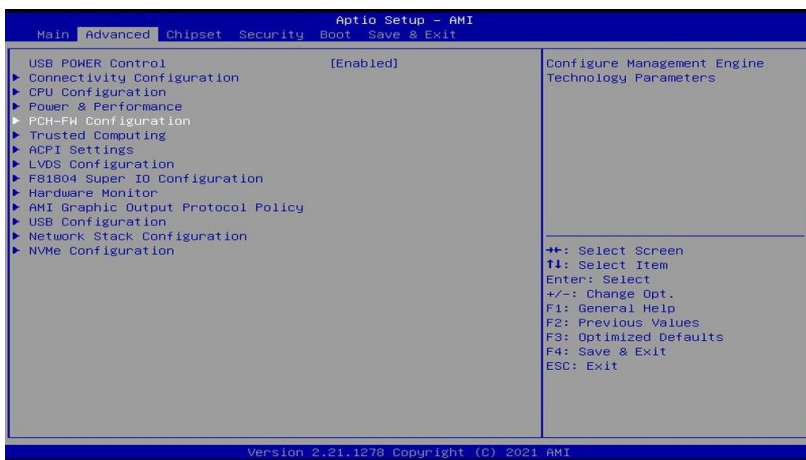 Aptio Setup – AMI
Main Advanced Chipset Security Boot Save & Exit
USB POWER Control [Enabled]
▶ Connectivity Configuration
▶ CPU Configuration
▶ Power & Performance
▶ PCH-FW Configuration
▶ Trusted Computing
▶ ACPI Settings
▶ LVDS Configuration
▶ F81804 Super IO Configuration
▶ Hardware Monitor
▶ AMI Graphic Output Protocol Policy
▶ USB Configuration
▶ Network Stack Configuration
▶ NVMe Configuration
Configure Management Engine
Technology Parameters
→←: Select Screen
↑↓: Select Item
Enter: Select
+/-: Change Opt.
F1: General Help
F2: Previous Values
F3: Optimized Defaults
F4: Save & Exit
ESC: Exit
Version 2.21.1278 Copyright (C) 2021 AMI